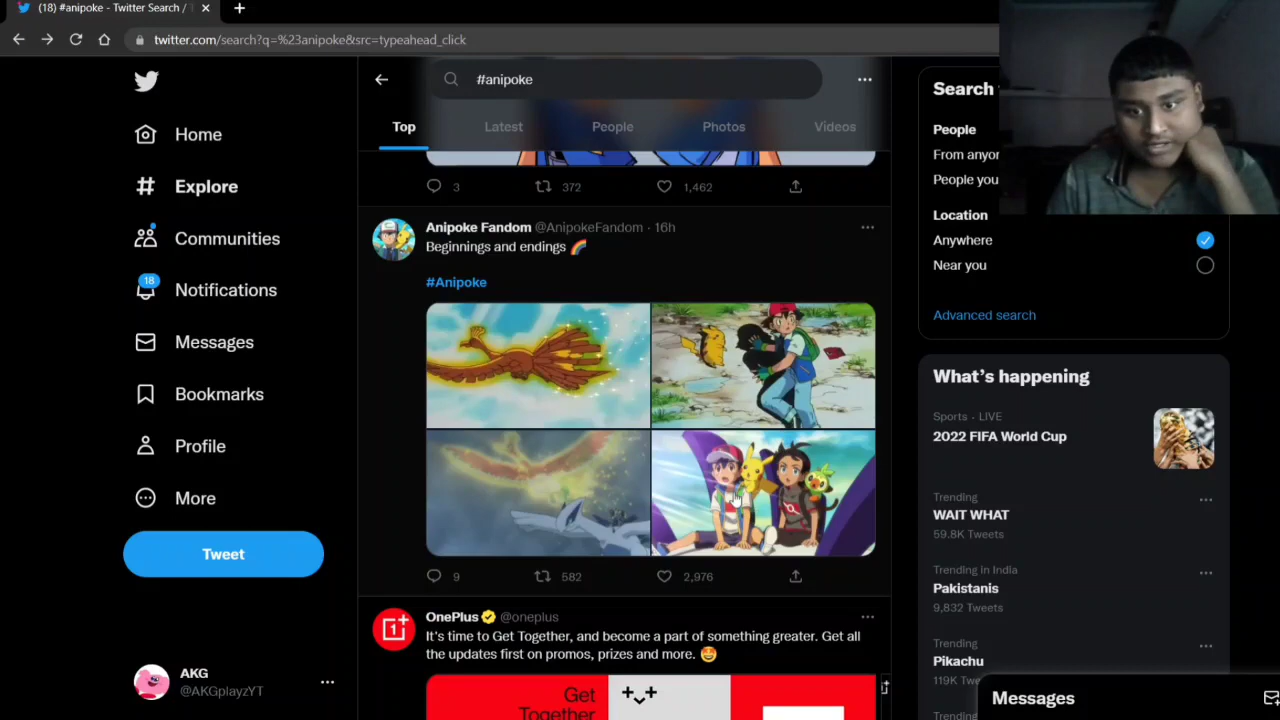 (18) #anipoke - Twitter Search /
twitter.com/search?q=%23anipoke&src=typeahead_click
Home
Explore
Communities
18
Notifications
Messages
Bookmarks
Profile
More
Tweet
AKG
@AKGplayzYT
#anipoke
Top Latest People Photos Videos
3 372 1,462
Anipoke Fandom @AnipokeFandom · 16h
Beginnings and endings 🌈
#Anipoke
9 582 2,976
OnePlus @oneplus
It's time to Get Together, and become a part of something greater. Get all
the updates first on promos, prizes and more. 🤩
Get
Together
Search
People
From
People you
Location
Anywhere
Near you
Advanced search
What's happening
Sports · LIVE
2022 FIFA World Cup
Trending
WAIT WHAT
59.8K Tweets
Trending in India
Pakistanis
9,832 Tweets
Trending
Pikachu
119K
Messages